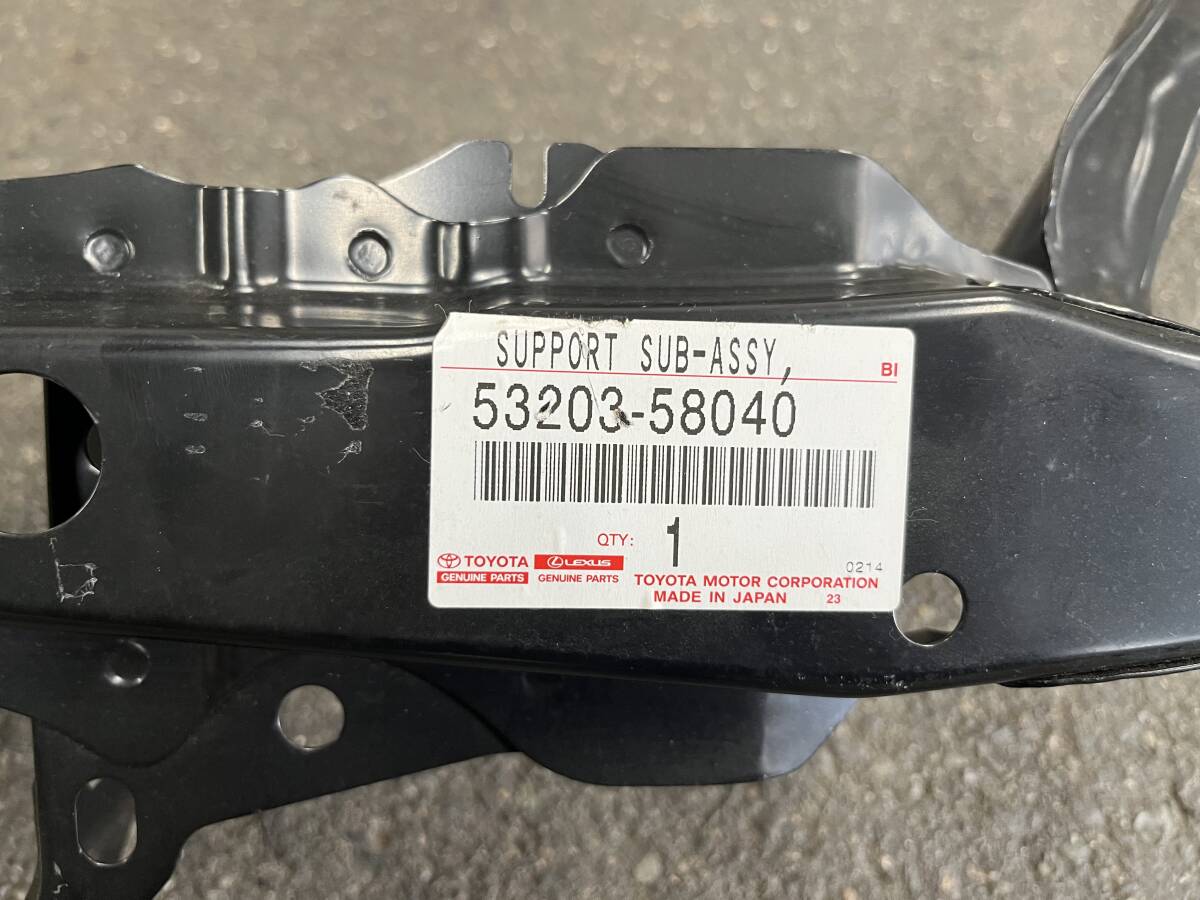 SUPPORT SUB-ASSY,
BI
53203-58040
QTY: 1
0214
TOYOTA LEXUS
GENUINE PARTS GENUINE PARTS
TOYOTA MOTOR CORPORATION
MADE IN JAPAN 23